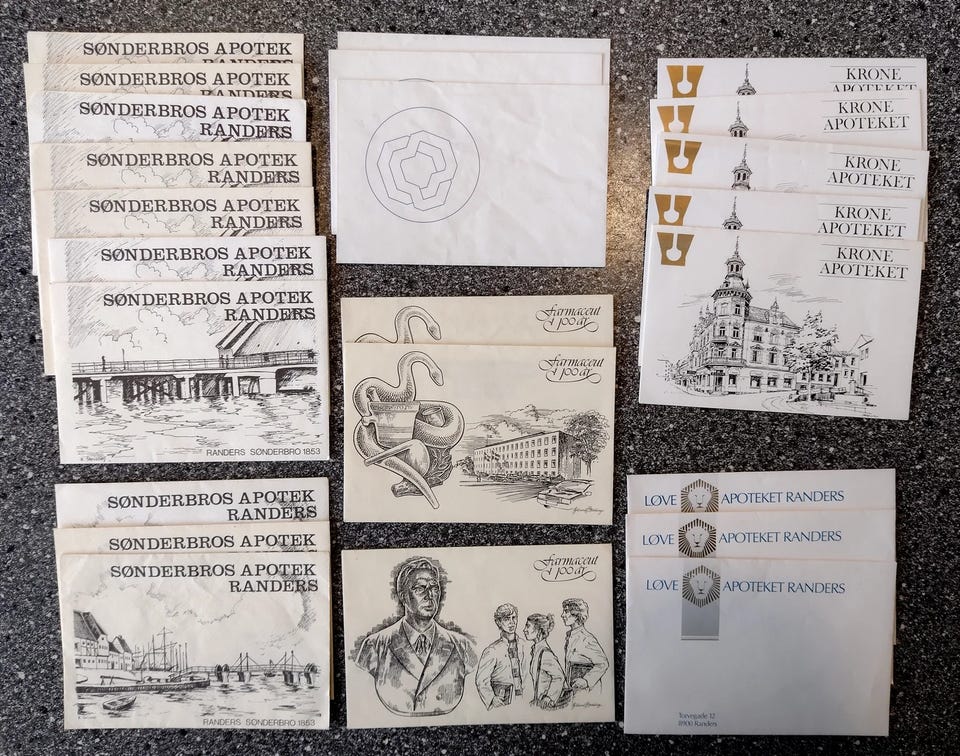 SØNDERBROS APOTEK
RANDERS
SØNDERBROS APOTEK
RANDERS
SØNDERBROS APOTEK
RANDERS
SØNDERBROS APOTEK
RANDERS
SØNDERBROS APOTEK
RANDERS
SØNDERBROS APOTEK
RANDERS
SØNDERBROS APOTEK
RANDERS
RANDERS SØNDERBRO 1853
SØNDERBROS APOTEK
RANDERS
SØNDERBROS APOTEK
SØNDERBROS APOTEK
RANDERS
RANDERS SØNDERBRO 1853
Farmaceut
i 100 år
Farmaceut
i 100 år
Farmaceut
i 100 år
KRONE
APOTEKET
KRONE
APOTEKET
KRONE
APOTEKET
KRONE
APOTEKET
KRONE
APOTEKET
LØVE APOTEKET RANDERS
LØVE APOTEKET RANDERS
LØVE APOTEKET RANDERS
Torvegade 12
8900 Randers